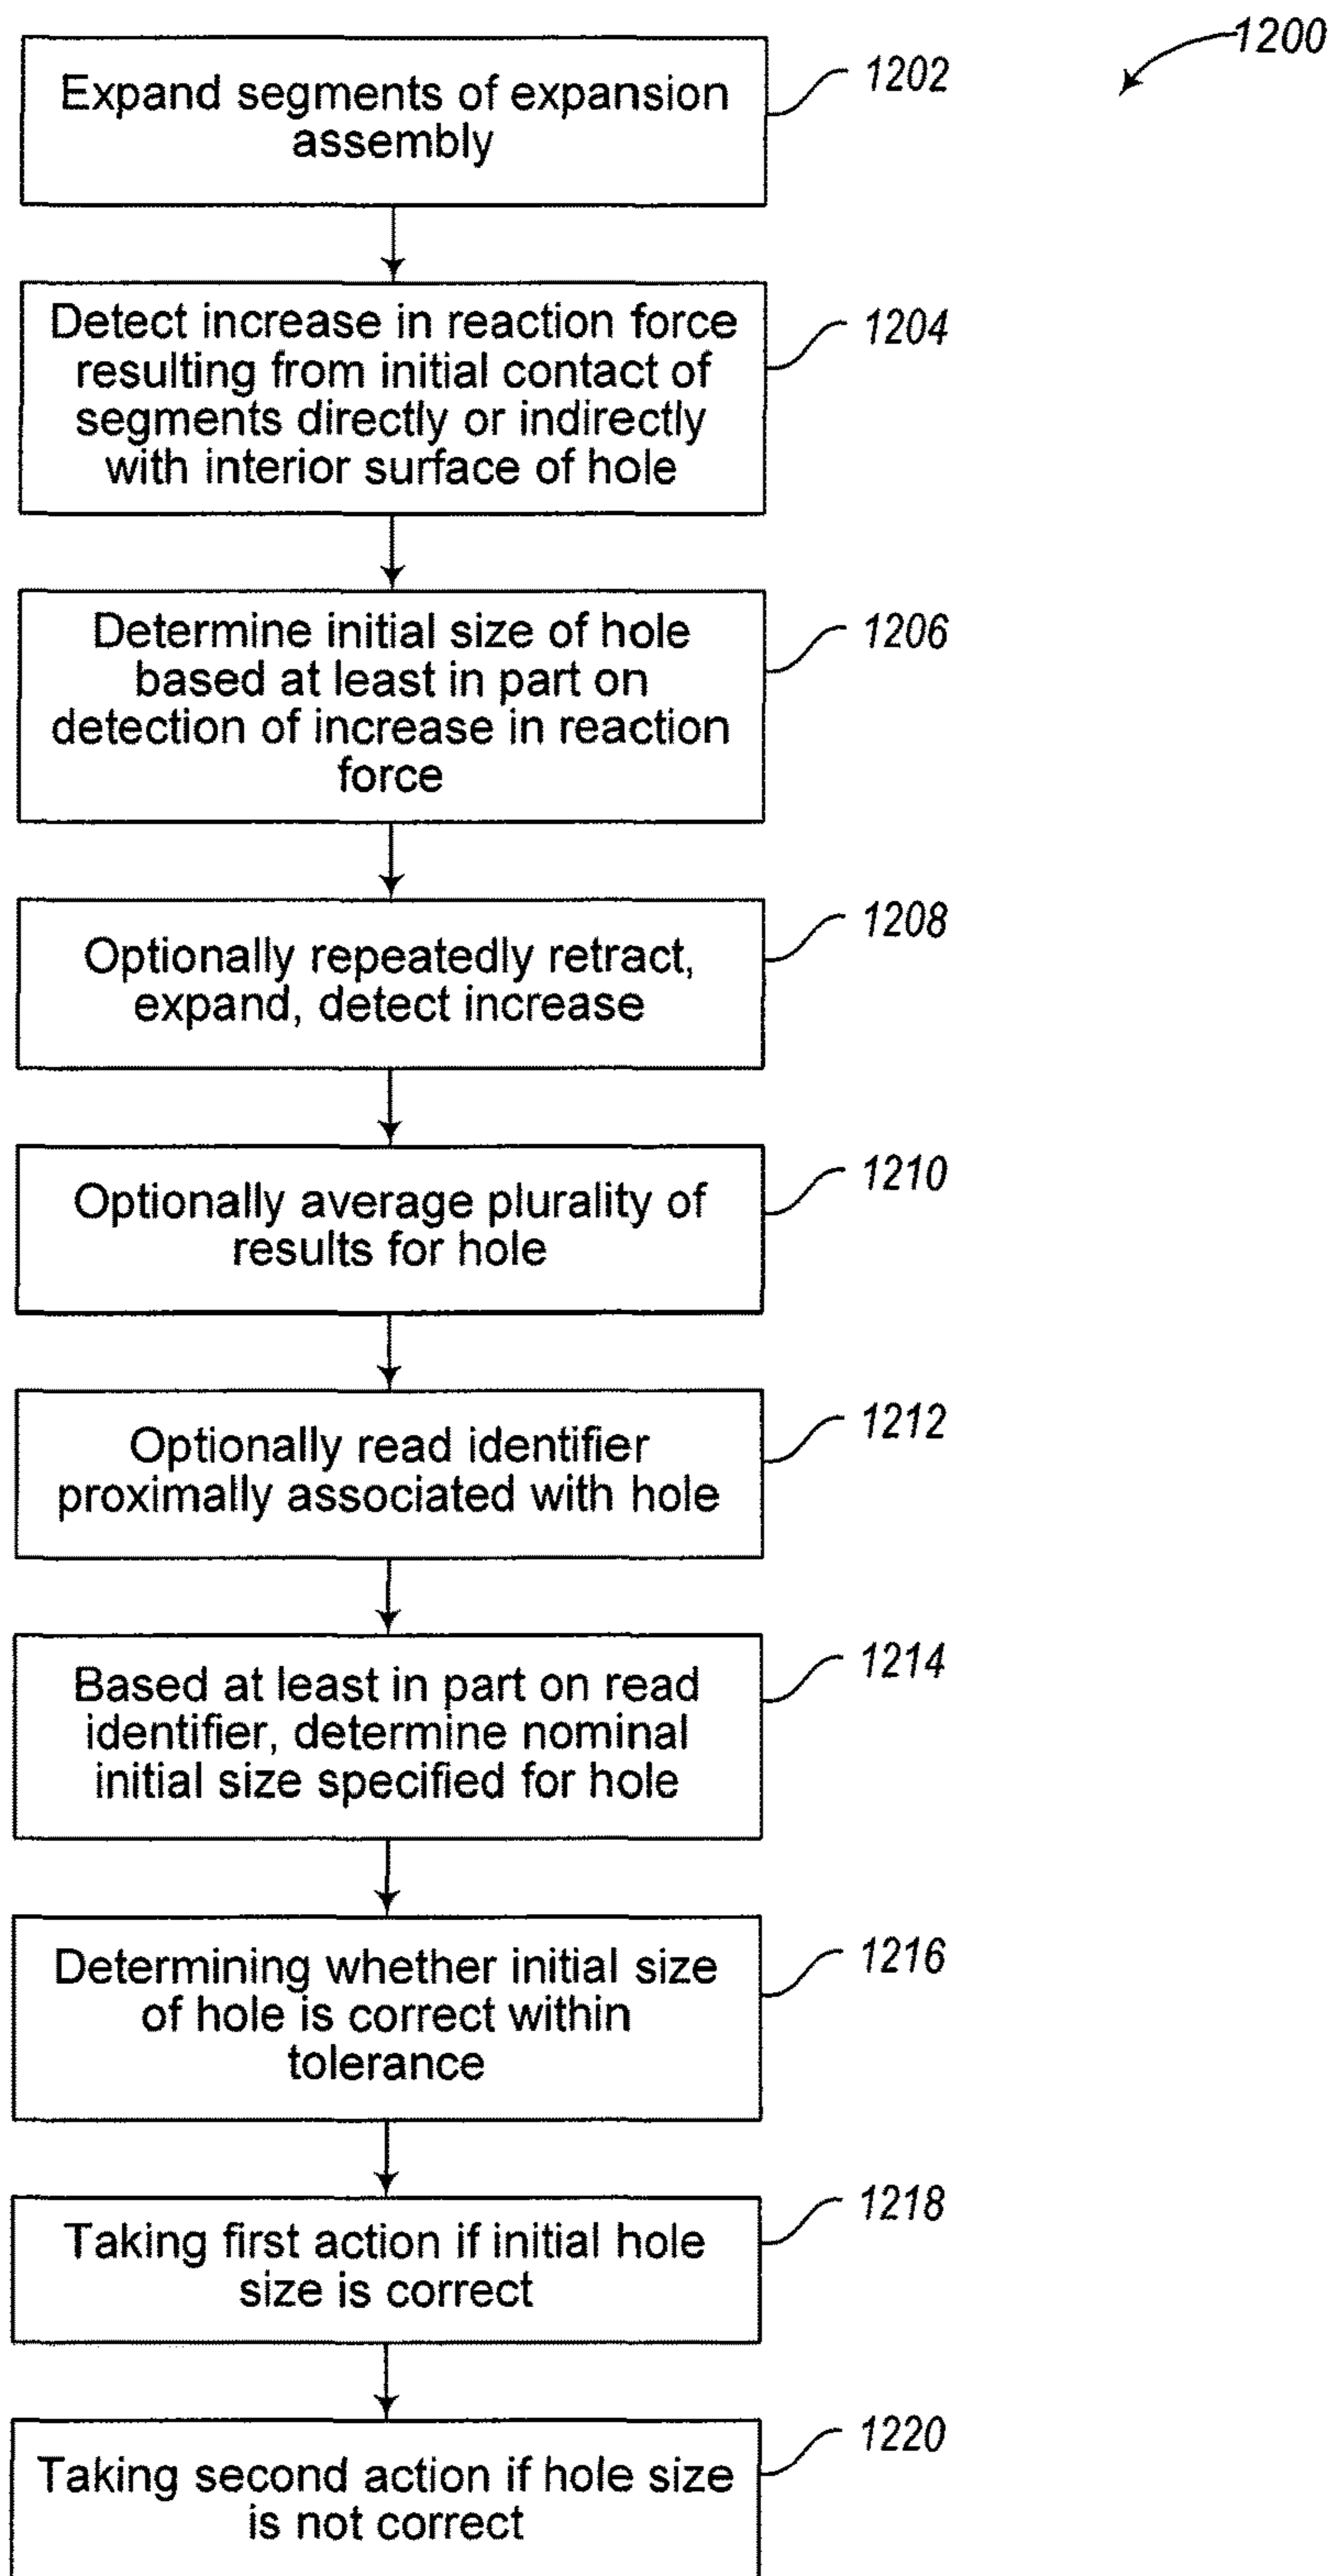 1200
Expand segments of expansion
assembly
1202
Detect increase in reaction force
resulting from initial contact of
segments directly or indirectly
with interior surface of hole
1204
Determine initial size of hole
based at least in part on
detection of increase in reaction
force
1206
Optionally repeatedly retract,
expand, detect increase
1208
Optionally average plurality of
results for hole
1210
Optionally read identifier
proximally associated with hole
1212
Based at least in part on read
identifier, determine nominal
initial size specified for hole
1214
Determining whether initial size
of hole is correct within
tolerance
1216
Taking first action if initial hole
size is correct
1218
Taking second action if hole size
is not correct
1220